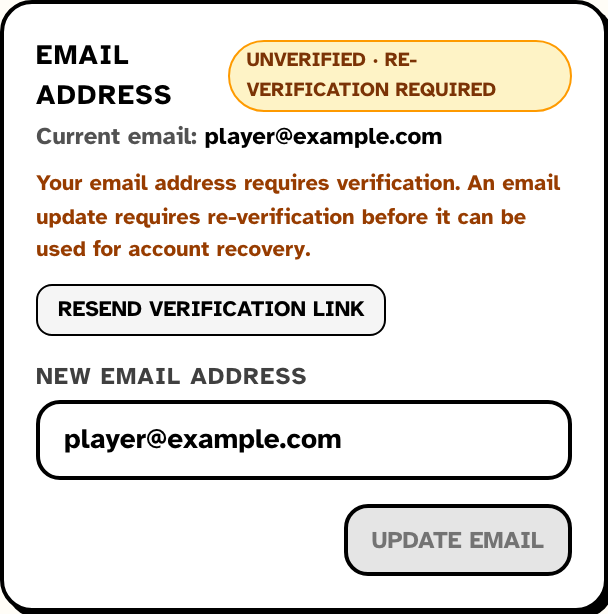 EMAIL
ADDRESS
UNVERIFIED · RE-
VERIFICATION REQUIRED
Current email: player@example.com
Your email address requires verification. An email
update requires re-verification before it can be
used for account recovery.
RESEND VERIFICATION LINK
NEW EMAIL ADDRESS
player@example.com
UPDATE EMAIL